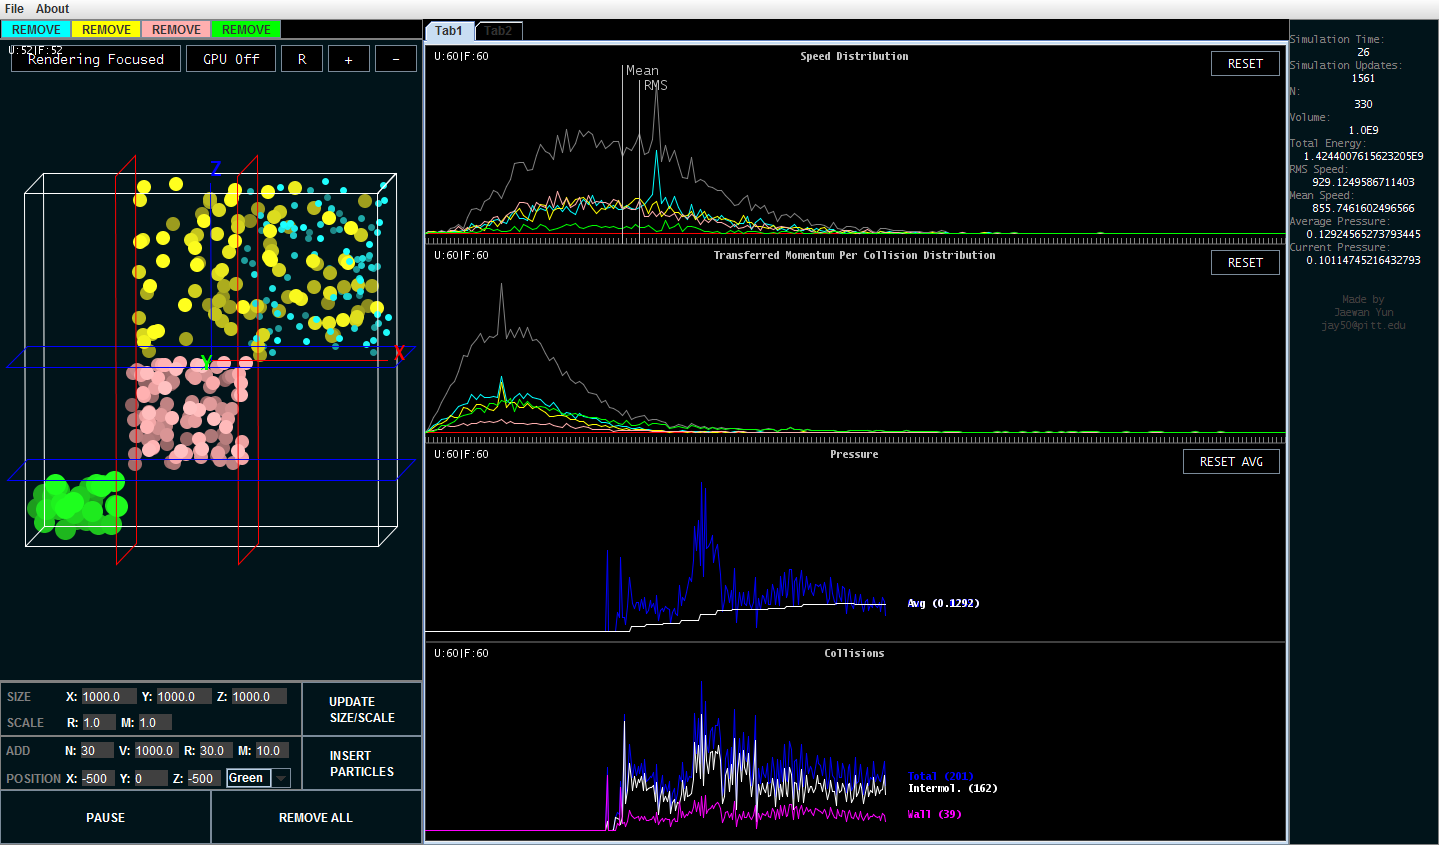 File About
REMOVE REMOVE REMOVE REMOVE
U:52|F:52
Rendering Focused GPU Off R + -
Z
Y
X
SIZE X: 1000.0 Y: 1000.0 Z: 1000.0
SCALE R: 1.0 M: 1.0
UPDATE
SIZE/SCALE
ADD N: 30 V: 1000.0 R: 30.0 M: 10.0
POSITION X: -500 Y: 0 Z: -500 Green
INSERT
PARTICLES
PAUSE REMOVE ALL
Tab1 Tab2
U:60|F:60 Speed Distribution RESET
Mean
RMS
U:60|F:60 Transferred Momentum Per Collision Distribution RESET
U:60|F:60 Pressure RESET AVG
Avg (0.1292)
U:60|F:60 Collisions
Total (201)
Intermol. (162)
Wall (39)
Simulation Time:
26
Simulation Updates:
1561
N:
330
Volume:
1.0E9
Total Energy:
1.4244007615623205E9
RMS Speed:
929.1249586711403
Mean Speed:
855.7461602496566
Average Pressure:
0.12924565273793445
Current Pressure:
0.10114745216432793
Made by
Jaewan Yun
jay50@pitt.edu